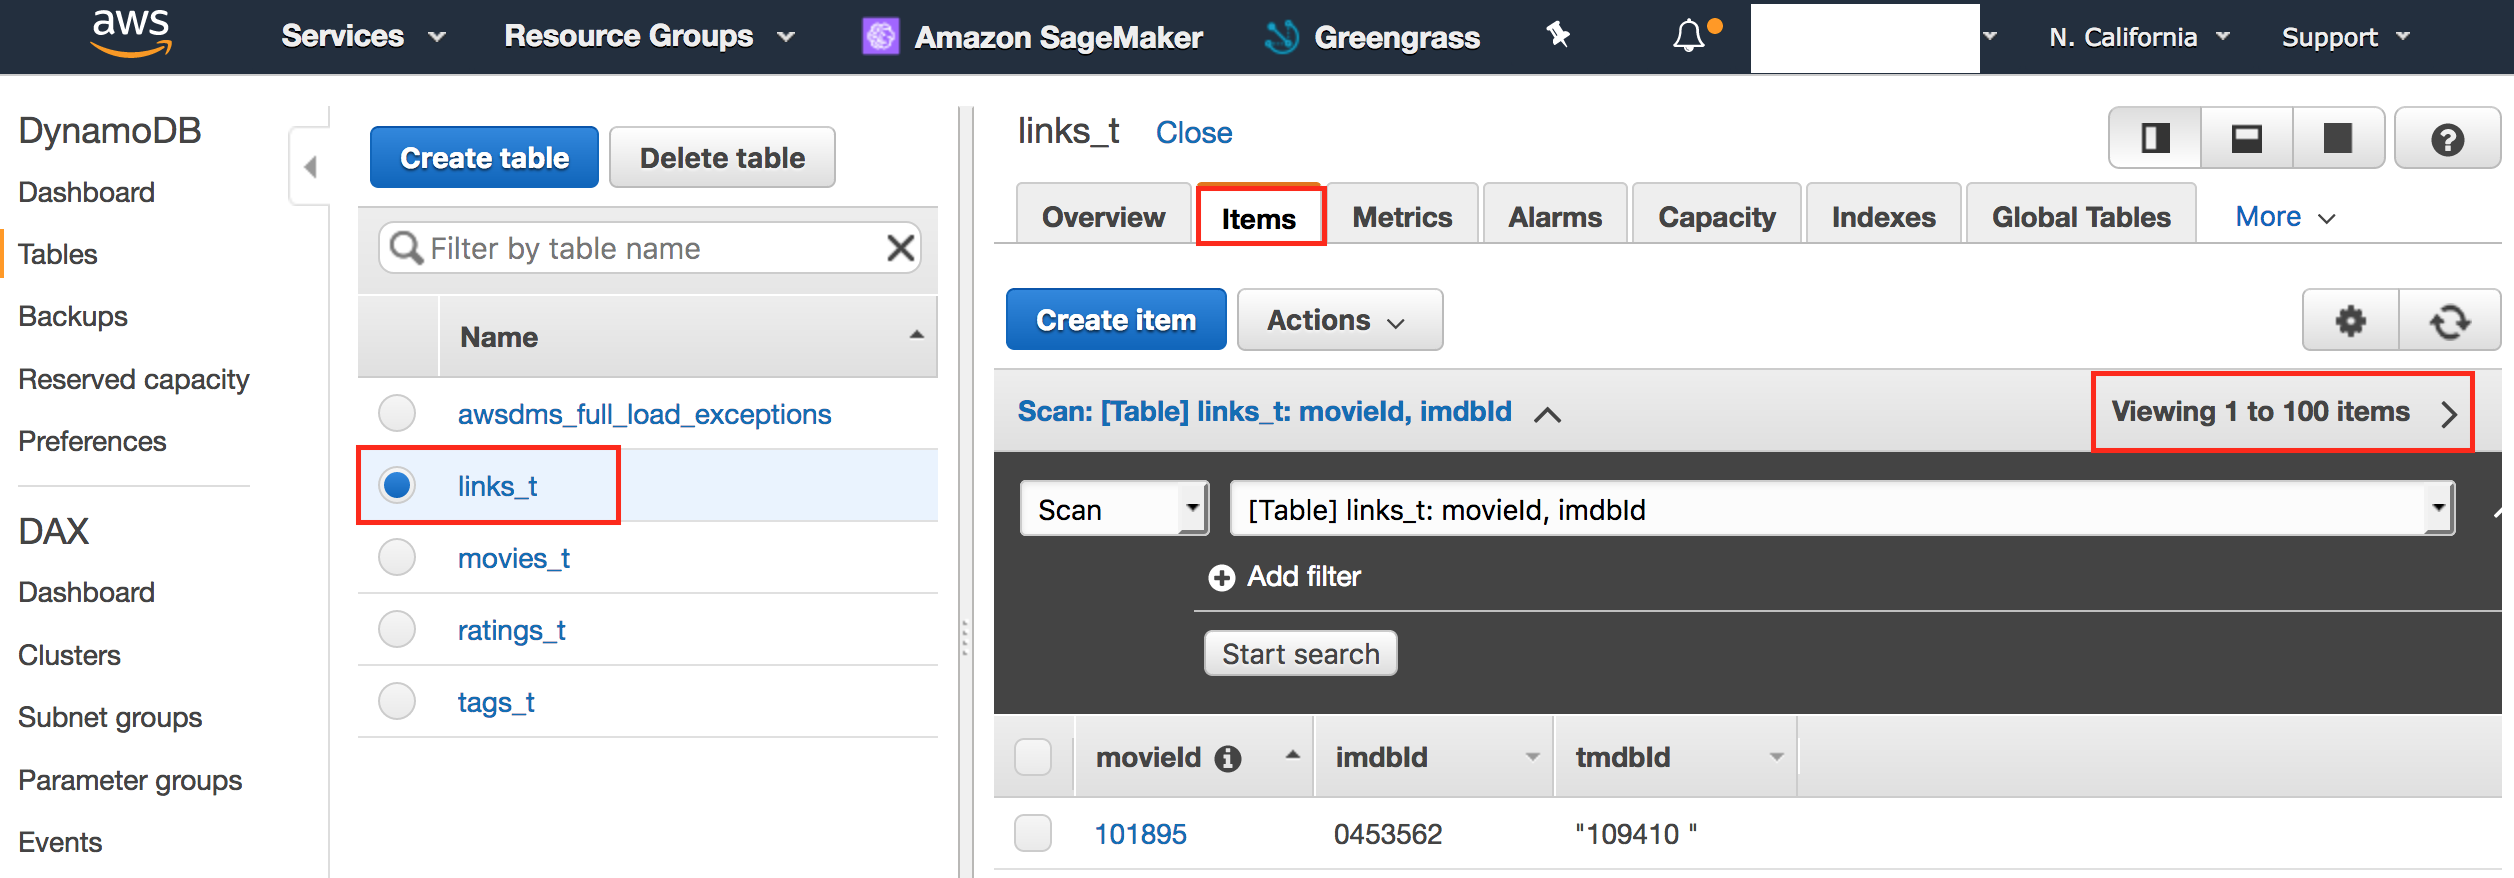 aws Services Resource Groups Amazon SageMaker Greengrass N. California Support
DynamoDB
Dashboard
Tables
Backups
Reserved capacity
Preferences
DAX
Dashboard
Clusters
Subnet groups
Parameter groups
Events
Create table Delete table
Filter by table name
Name
awsdms_full_load_exceptions
links_t
movies_t
ratings_t
tags_t
links_t Close
Overview Items Metrics Alarms Capacity Indexes Global Tables More
Create item Actions
Scan: [Table] links_t: movieId, imdbId Viewing 1 to 100 items
Scan [Table] links_t: movieId, imdbId
Add filter
Start search
movieId imdbId tmdbId
101895 0453562 "109410 "